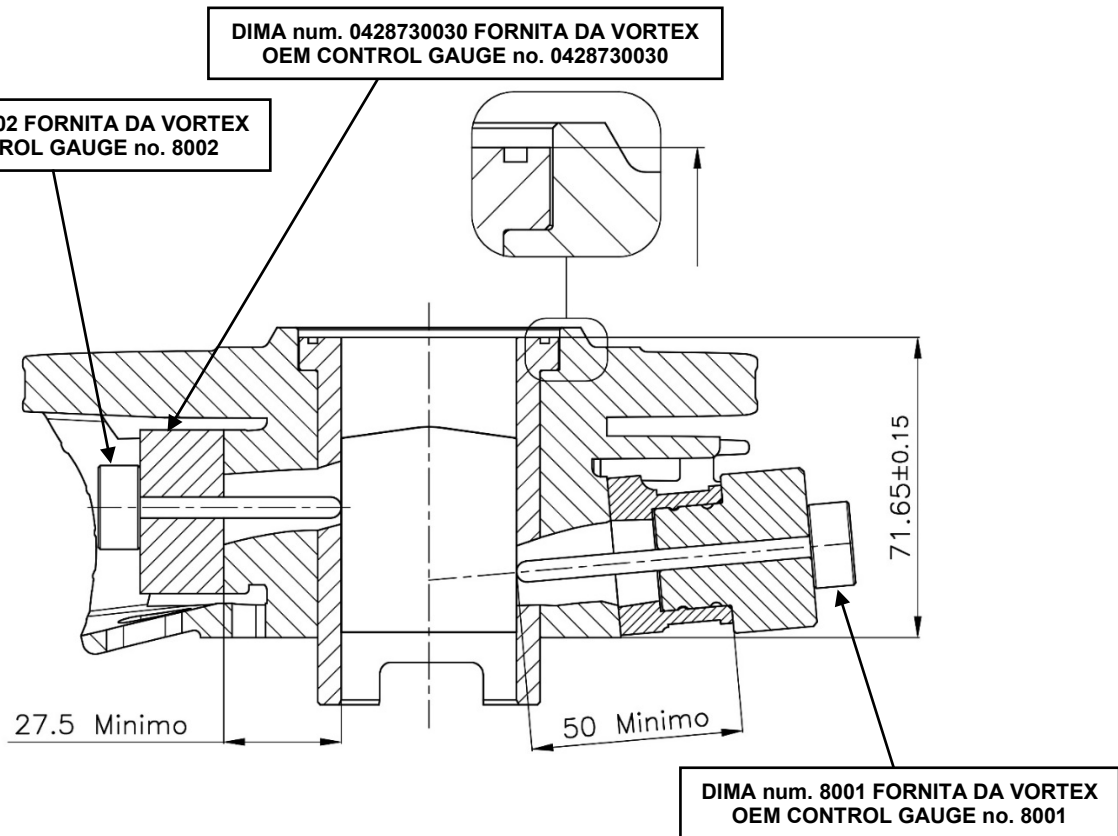 DIMA num. 0428730030 FORNITA DA VORTEX
OEM CONTROL GAUGE no. 0428730030
02 FORNITA DA VORTEX
ROL GAUGE no. 8002
71.65±0.15
27.5 Minimo
50 Minimo
DIMA num. 8001 FORNITA DA VORTEX
OEM CONTROL GAUGE no. 8001